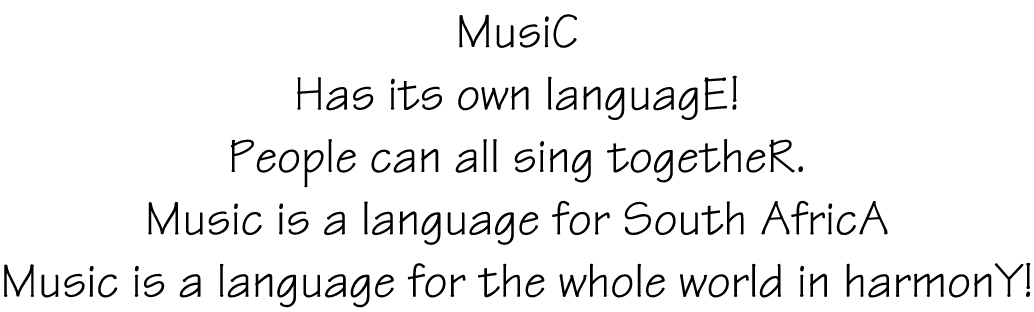 MusiC
Has its own languagE!
People can all sing togetheR.
Music is a language for South AfricA
Music is a language for the whole world in harmonY!